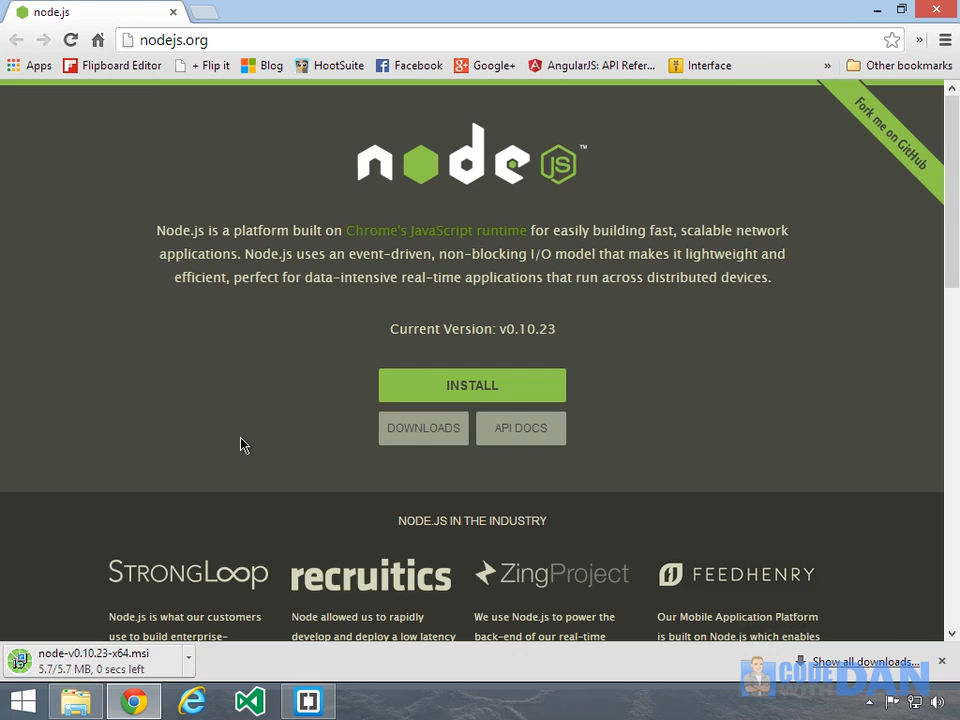 node.js
nodejs.org
Apps
Flipboard Editor
+ Flip it
Blog
HootSuite
Facebook
Google+
AngularJS: API Refer...
Interface
»
Other bookmarks
Fork me on GitHub
node JS ™
Node.js is a platform built on Chrome's JavaScript runtime for easily building fast, scalable network
applications. Node.js uses an event-driven, non-blocking I/O model that makes it lightweight and
efficient, perfect for data-intensive real-time applications that run across distributed devices.
Current Version: v0.10.23
INSTALL
DOWNLOADS
API DOCS
NODE.JS IN THE INDUSTRY
STRONGLOOP
recruitics
ZingProject
FEEDHENRY
Node.js is what our customers
use to build enterprise-
Node allowed us to rapidly
develop and deploy a low latency
We use Node.js to power the
back-end of our real-time
Our Mobile Application Platform
is built on Node.js which enables
node-v0.10.23-x64.msi
5.7/5.7 MB, 0 secs left
Show all downloads...
CODE
WITH
DAN